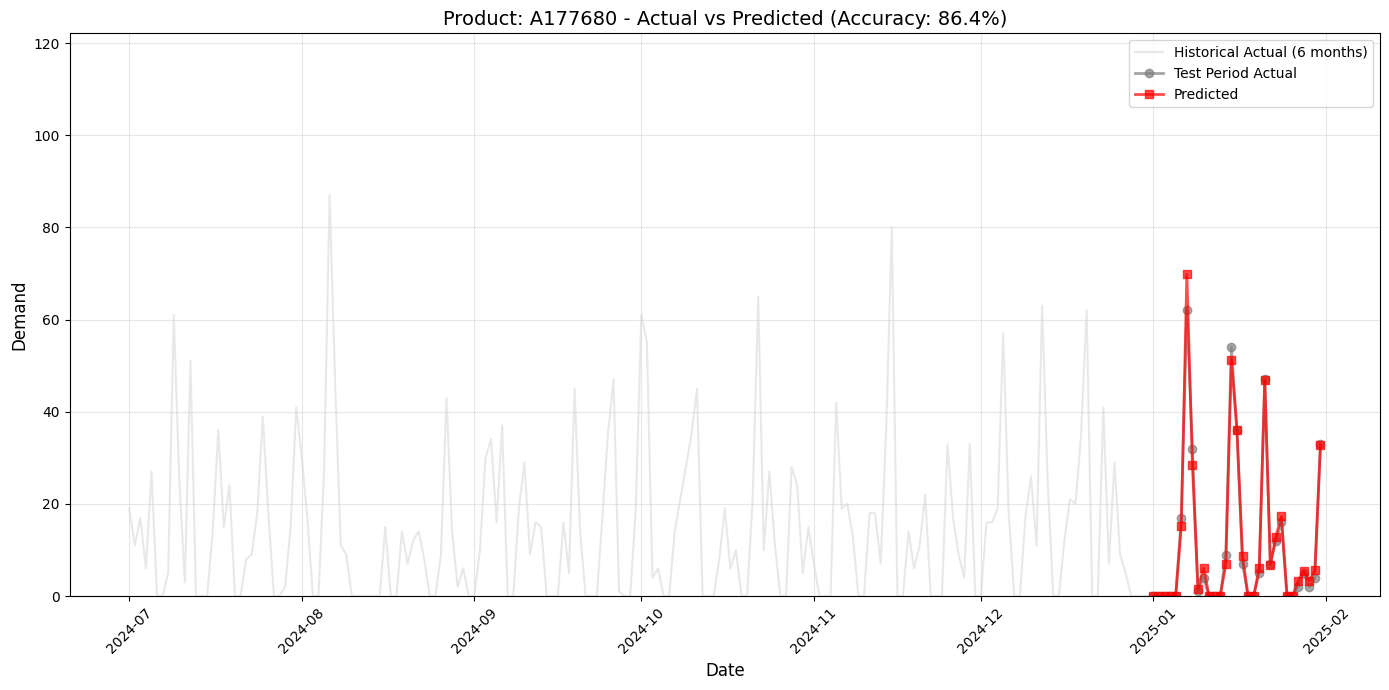 Product: A177680 - Actual vs Predicted (Accuracy: 86.4%)
Historical Actual (6 months)
Test Period Actual
Predicted
Demand
120
100
80
60
40
20
0
2024-07
2024-08
2024-09
2024-10
2024-11
2024-12
2025-01
2025-02
Date